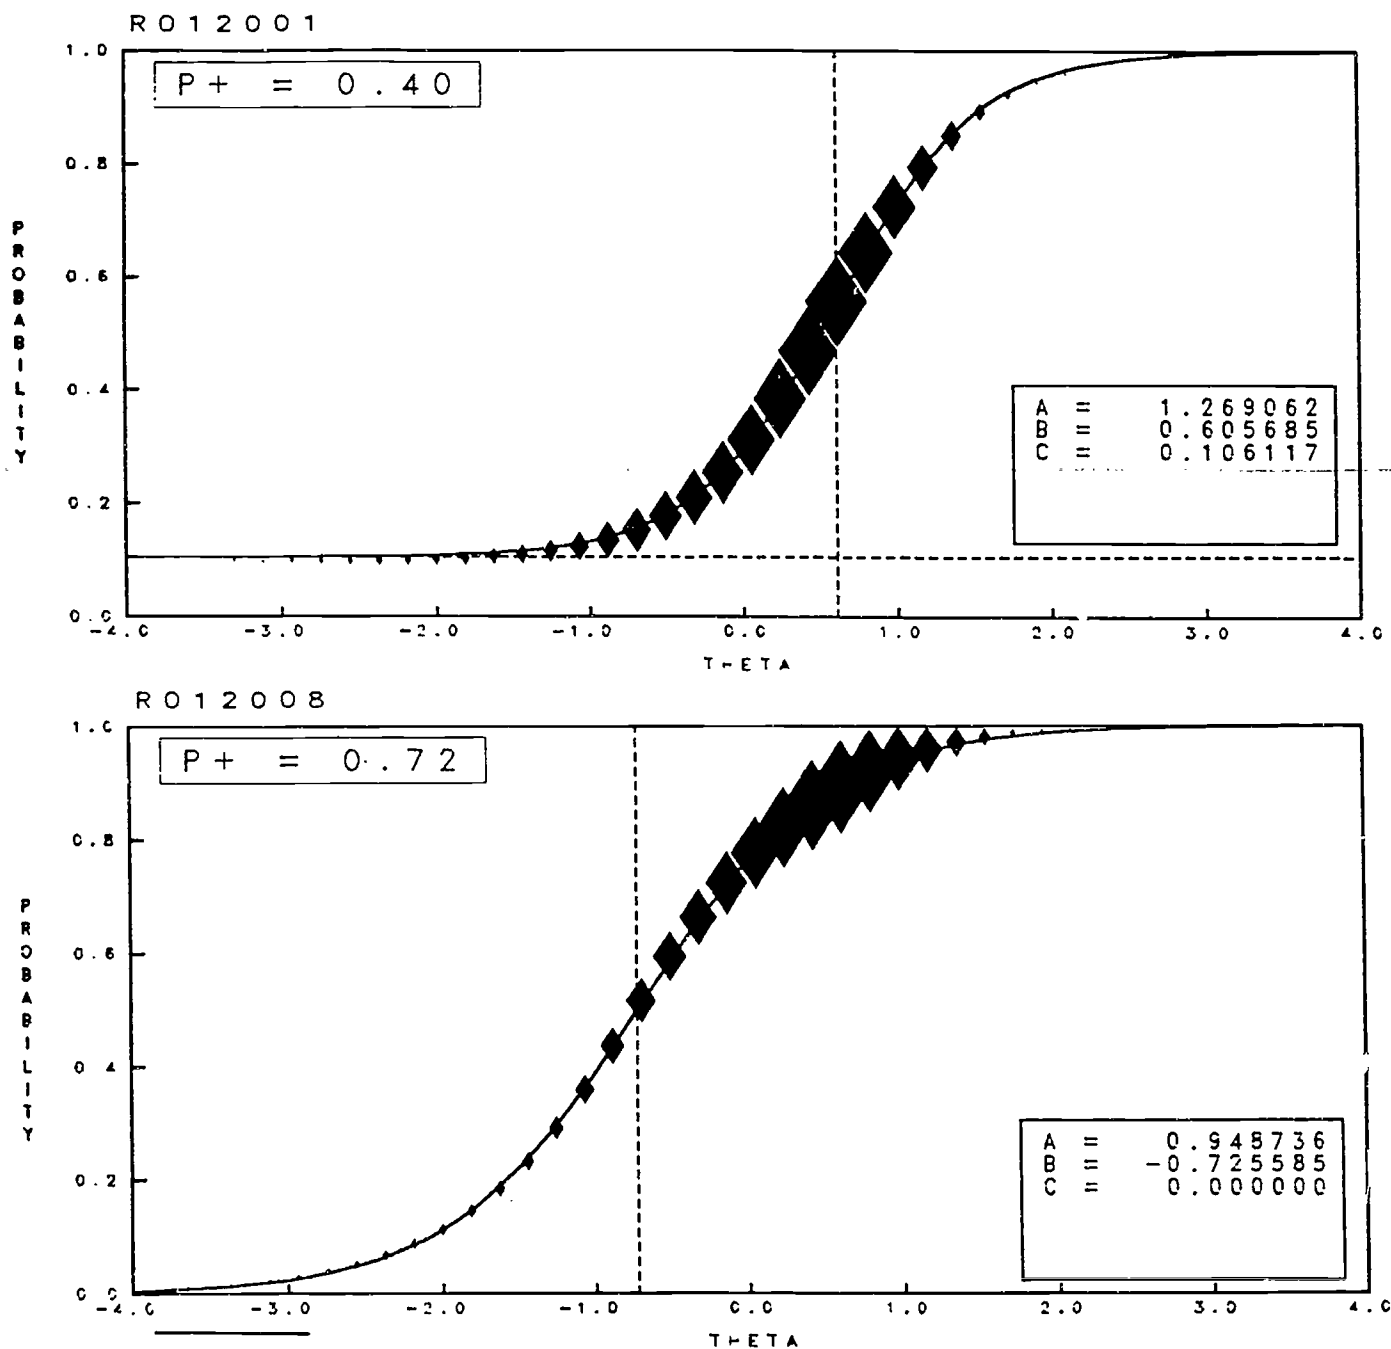 R012001
P+ = 0.40
1.0
0.8
0.6
0.4
0.2
0.0
PROBABILITY
A = 1.269062
B = 0.605685
C = 0.106117
-4.0 -3.0 -2.0 -1.0 0.0 1.0 2.0 3.0 4.0
THETA
R012008
P+ = 0.72
1.0
0.8
0.6
0.4
0.2
0.0
PROBABILITY
A = 0.948736
B = -0.725585
C = 0.000000
-4.0 -3.0 -2.0 -1.0 0.0 1.0 2.0 3.0 4.0
THETA